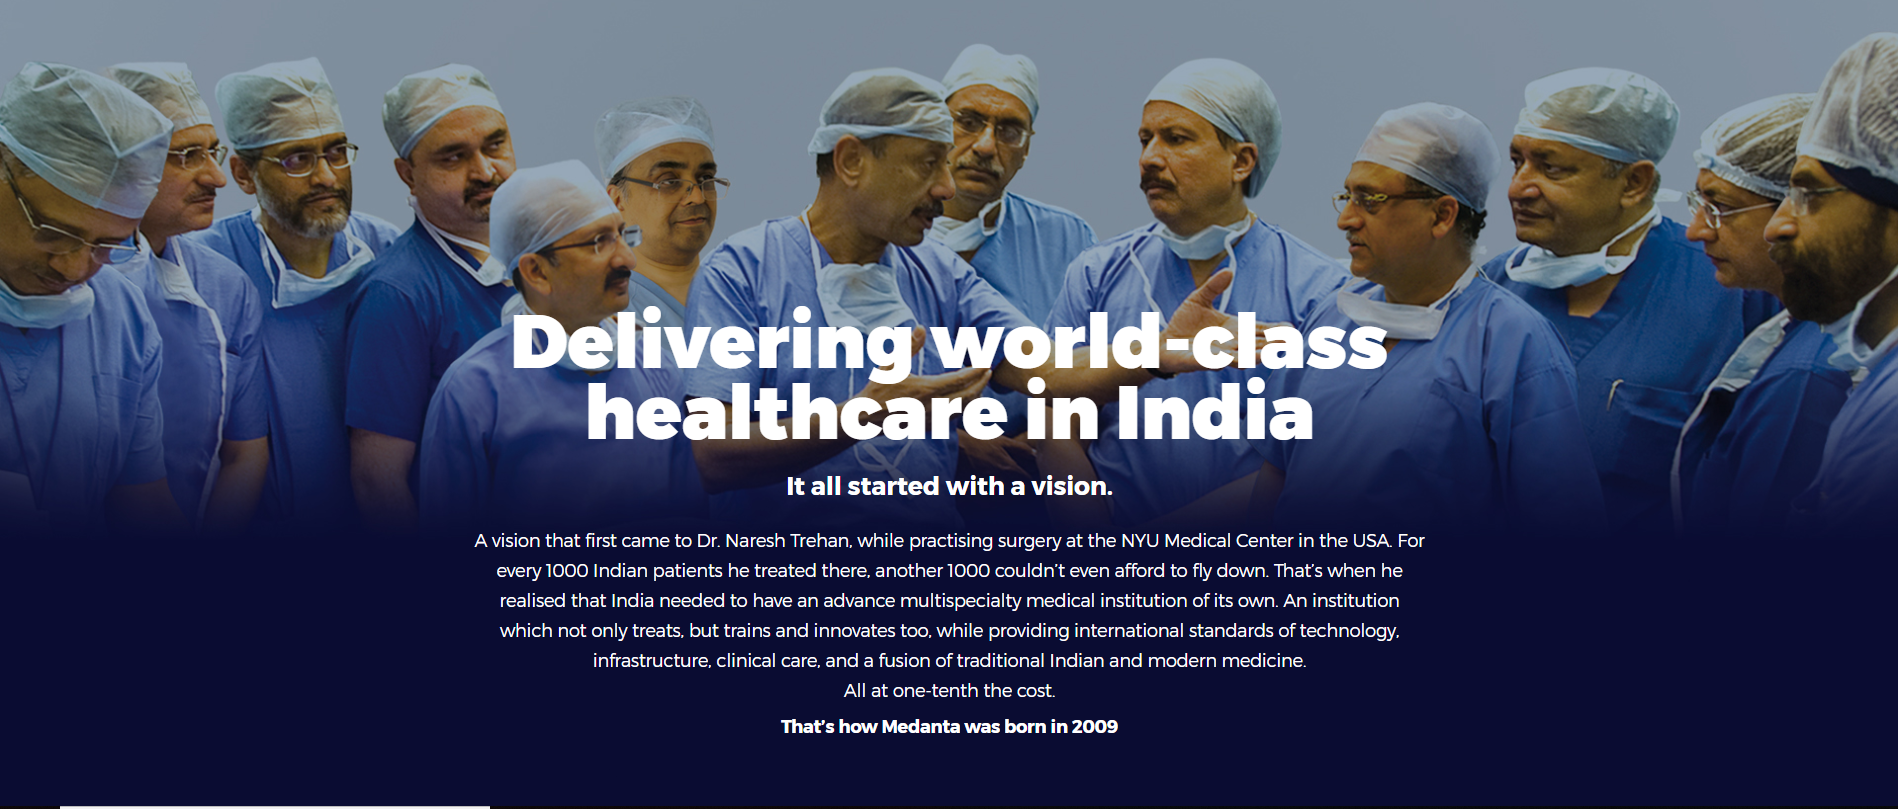 Delivering world-class
healthcare in India
It all started with a vision.
A vision that first came to Dr. Naresh Trehan, while practising surgery at the NYU Medical Center in the USA. For
every 1000 Indian patients he treated there, another 1000 couldn’t even afford to fly down. That’s when he
realised that India needed to have an advance multispecialty medical institution of its own. An institution
which not only treats, but trains and innovates too, while providing international standards of technology,
infrastructure, clinical care, and a fusion of traditional Indian and modern medicine.
All at one-tenth the cost.
That’s how Medanta was born in 2009